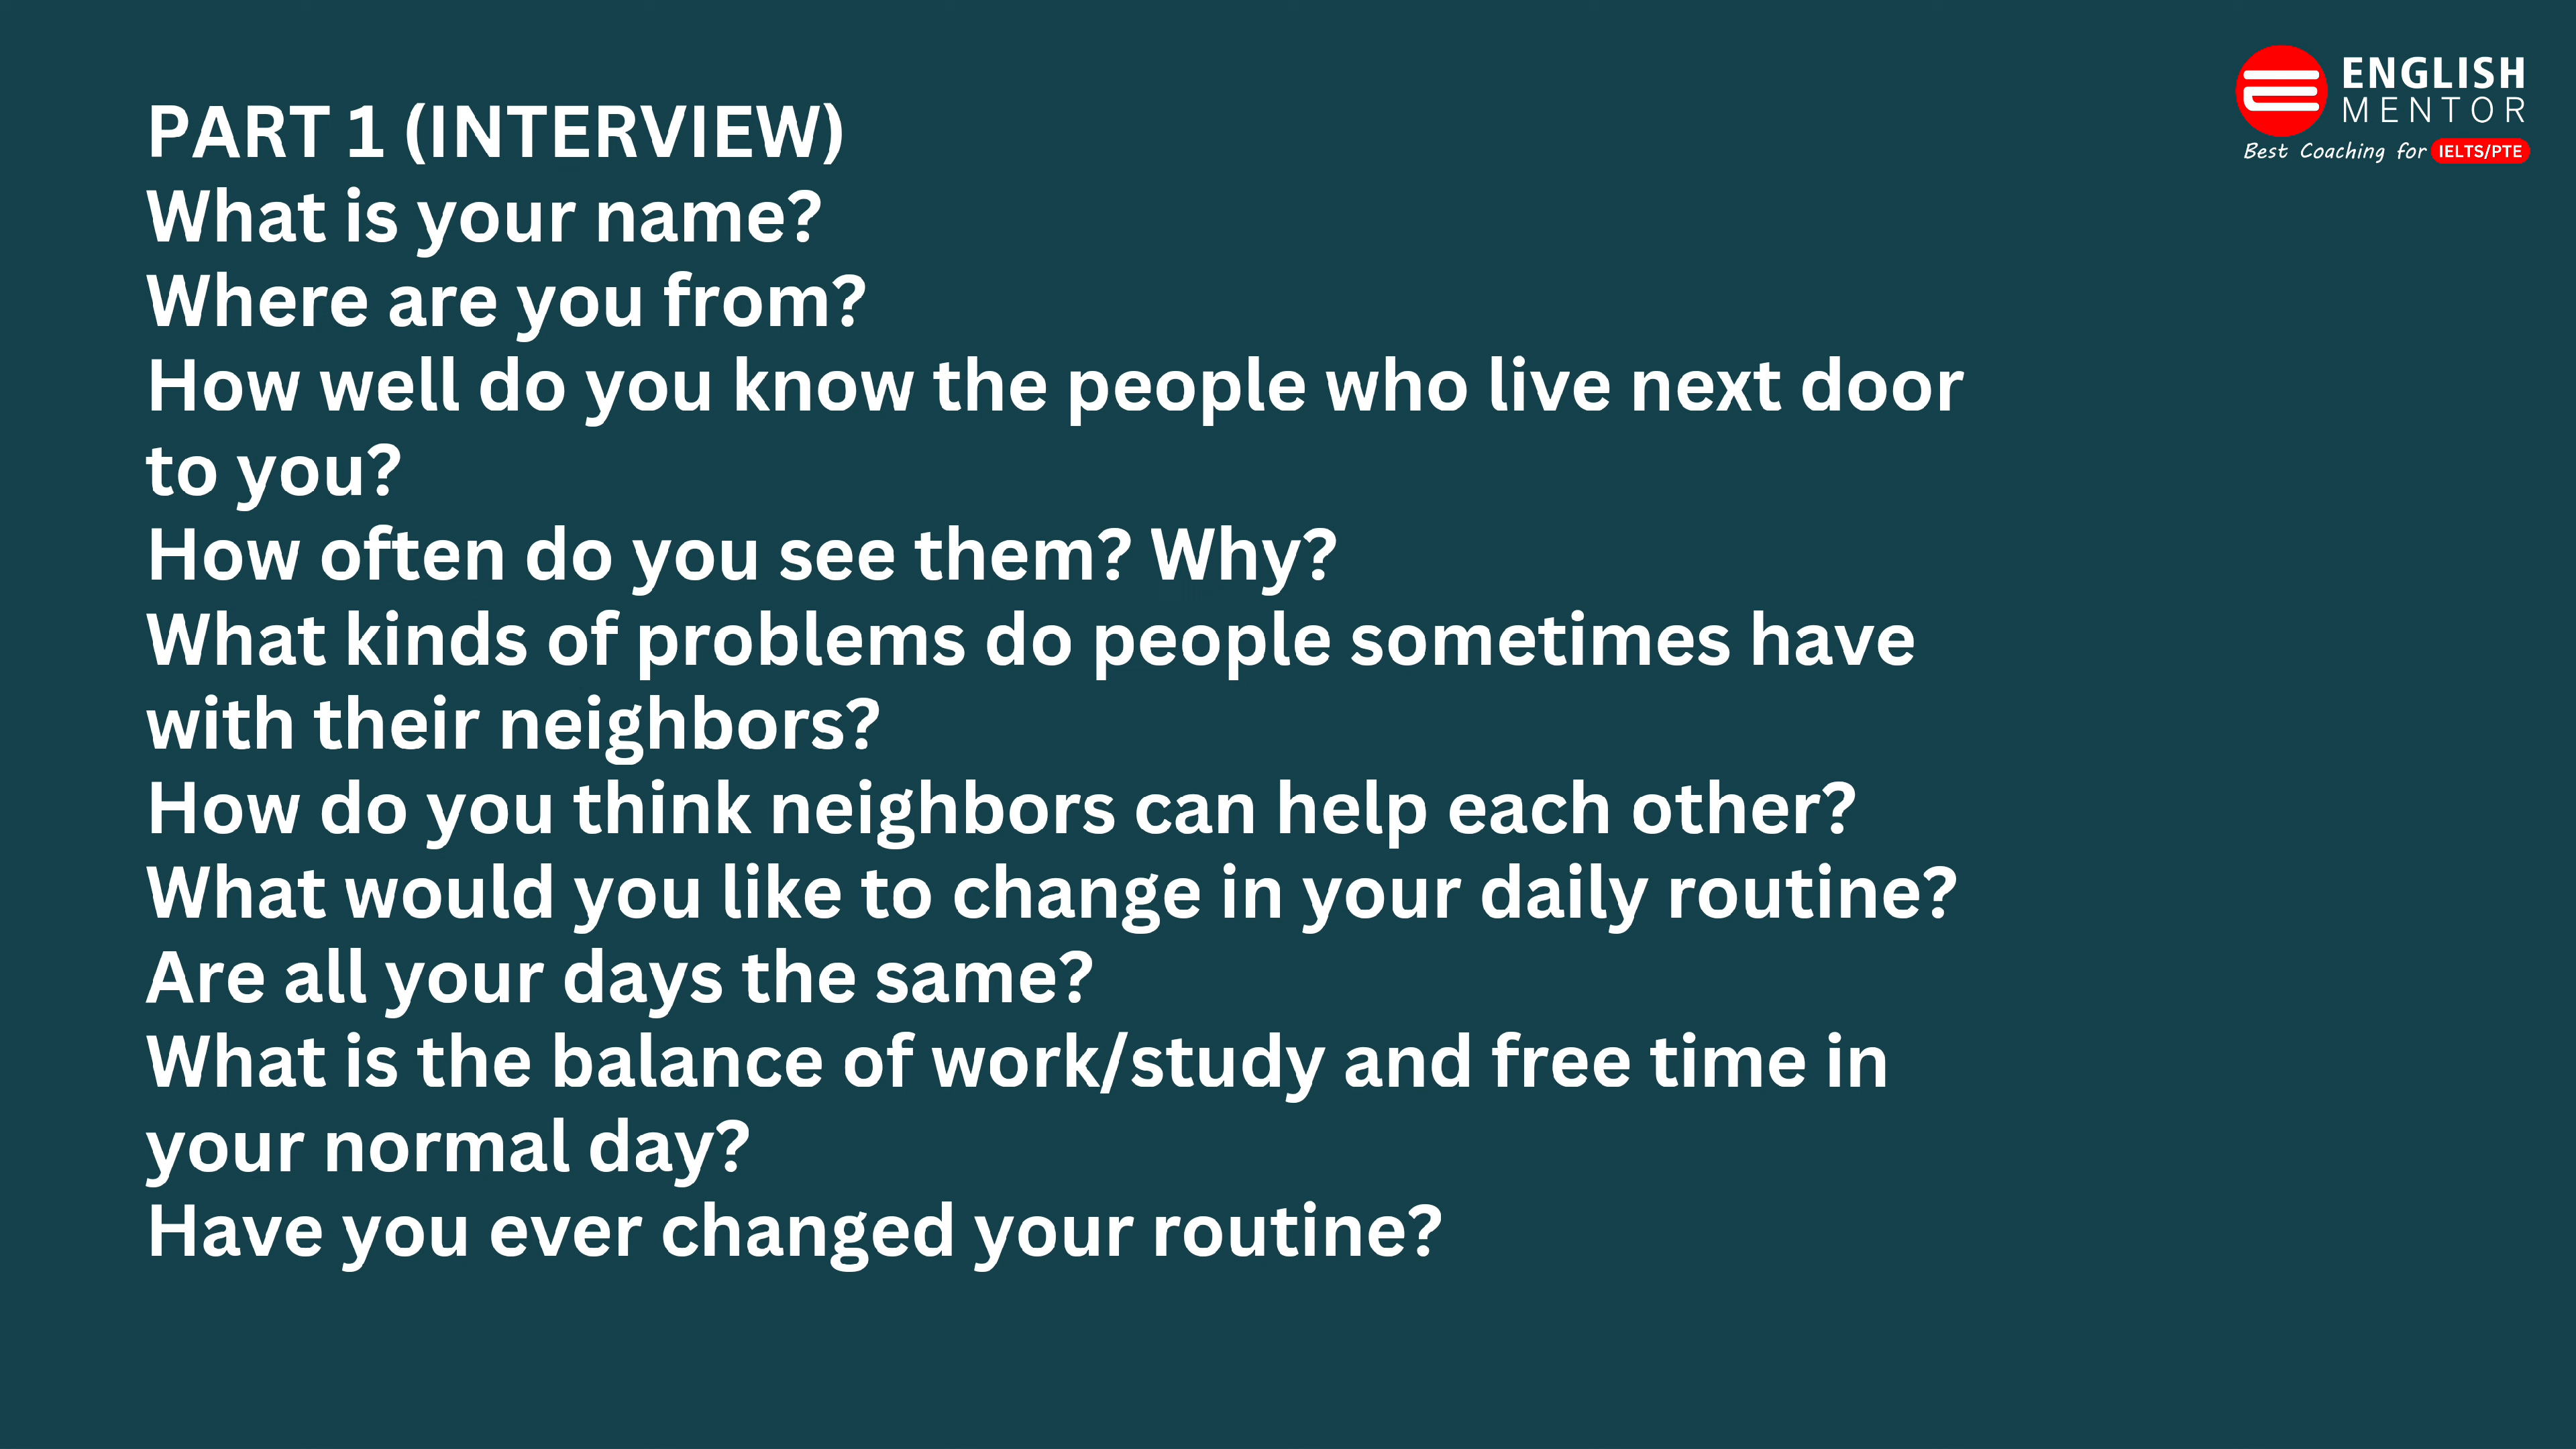 PART 1 (INTERVIEW)
What is your name?
Where are you from?
How well do you know the people who live next door
to you?
How often do you see them? Why?
What kinds of problems do people sometimes have
with their neighbors?
How do you think neighbors can help each other?
What would you like to change in your daily routine?
Are all your days the same?
What is the balance of work/study and free time in
your normal day?
Have you ever changed your routine?
ENGLISH
MENTOR
Best Coaching for IELTS/PTE